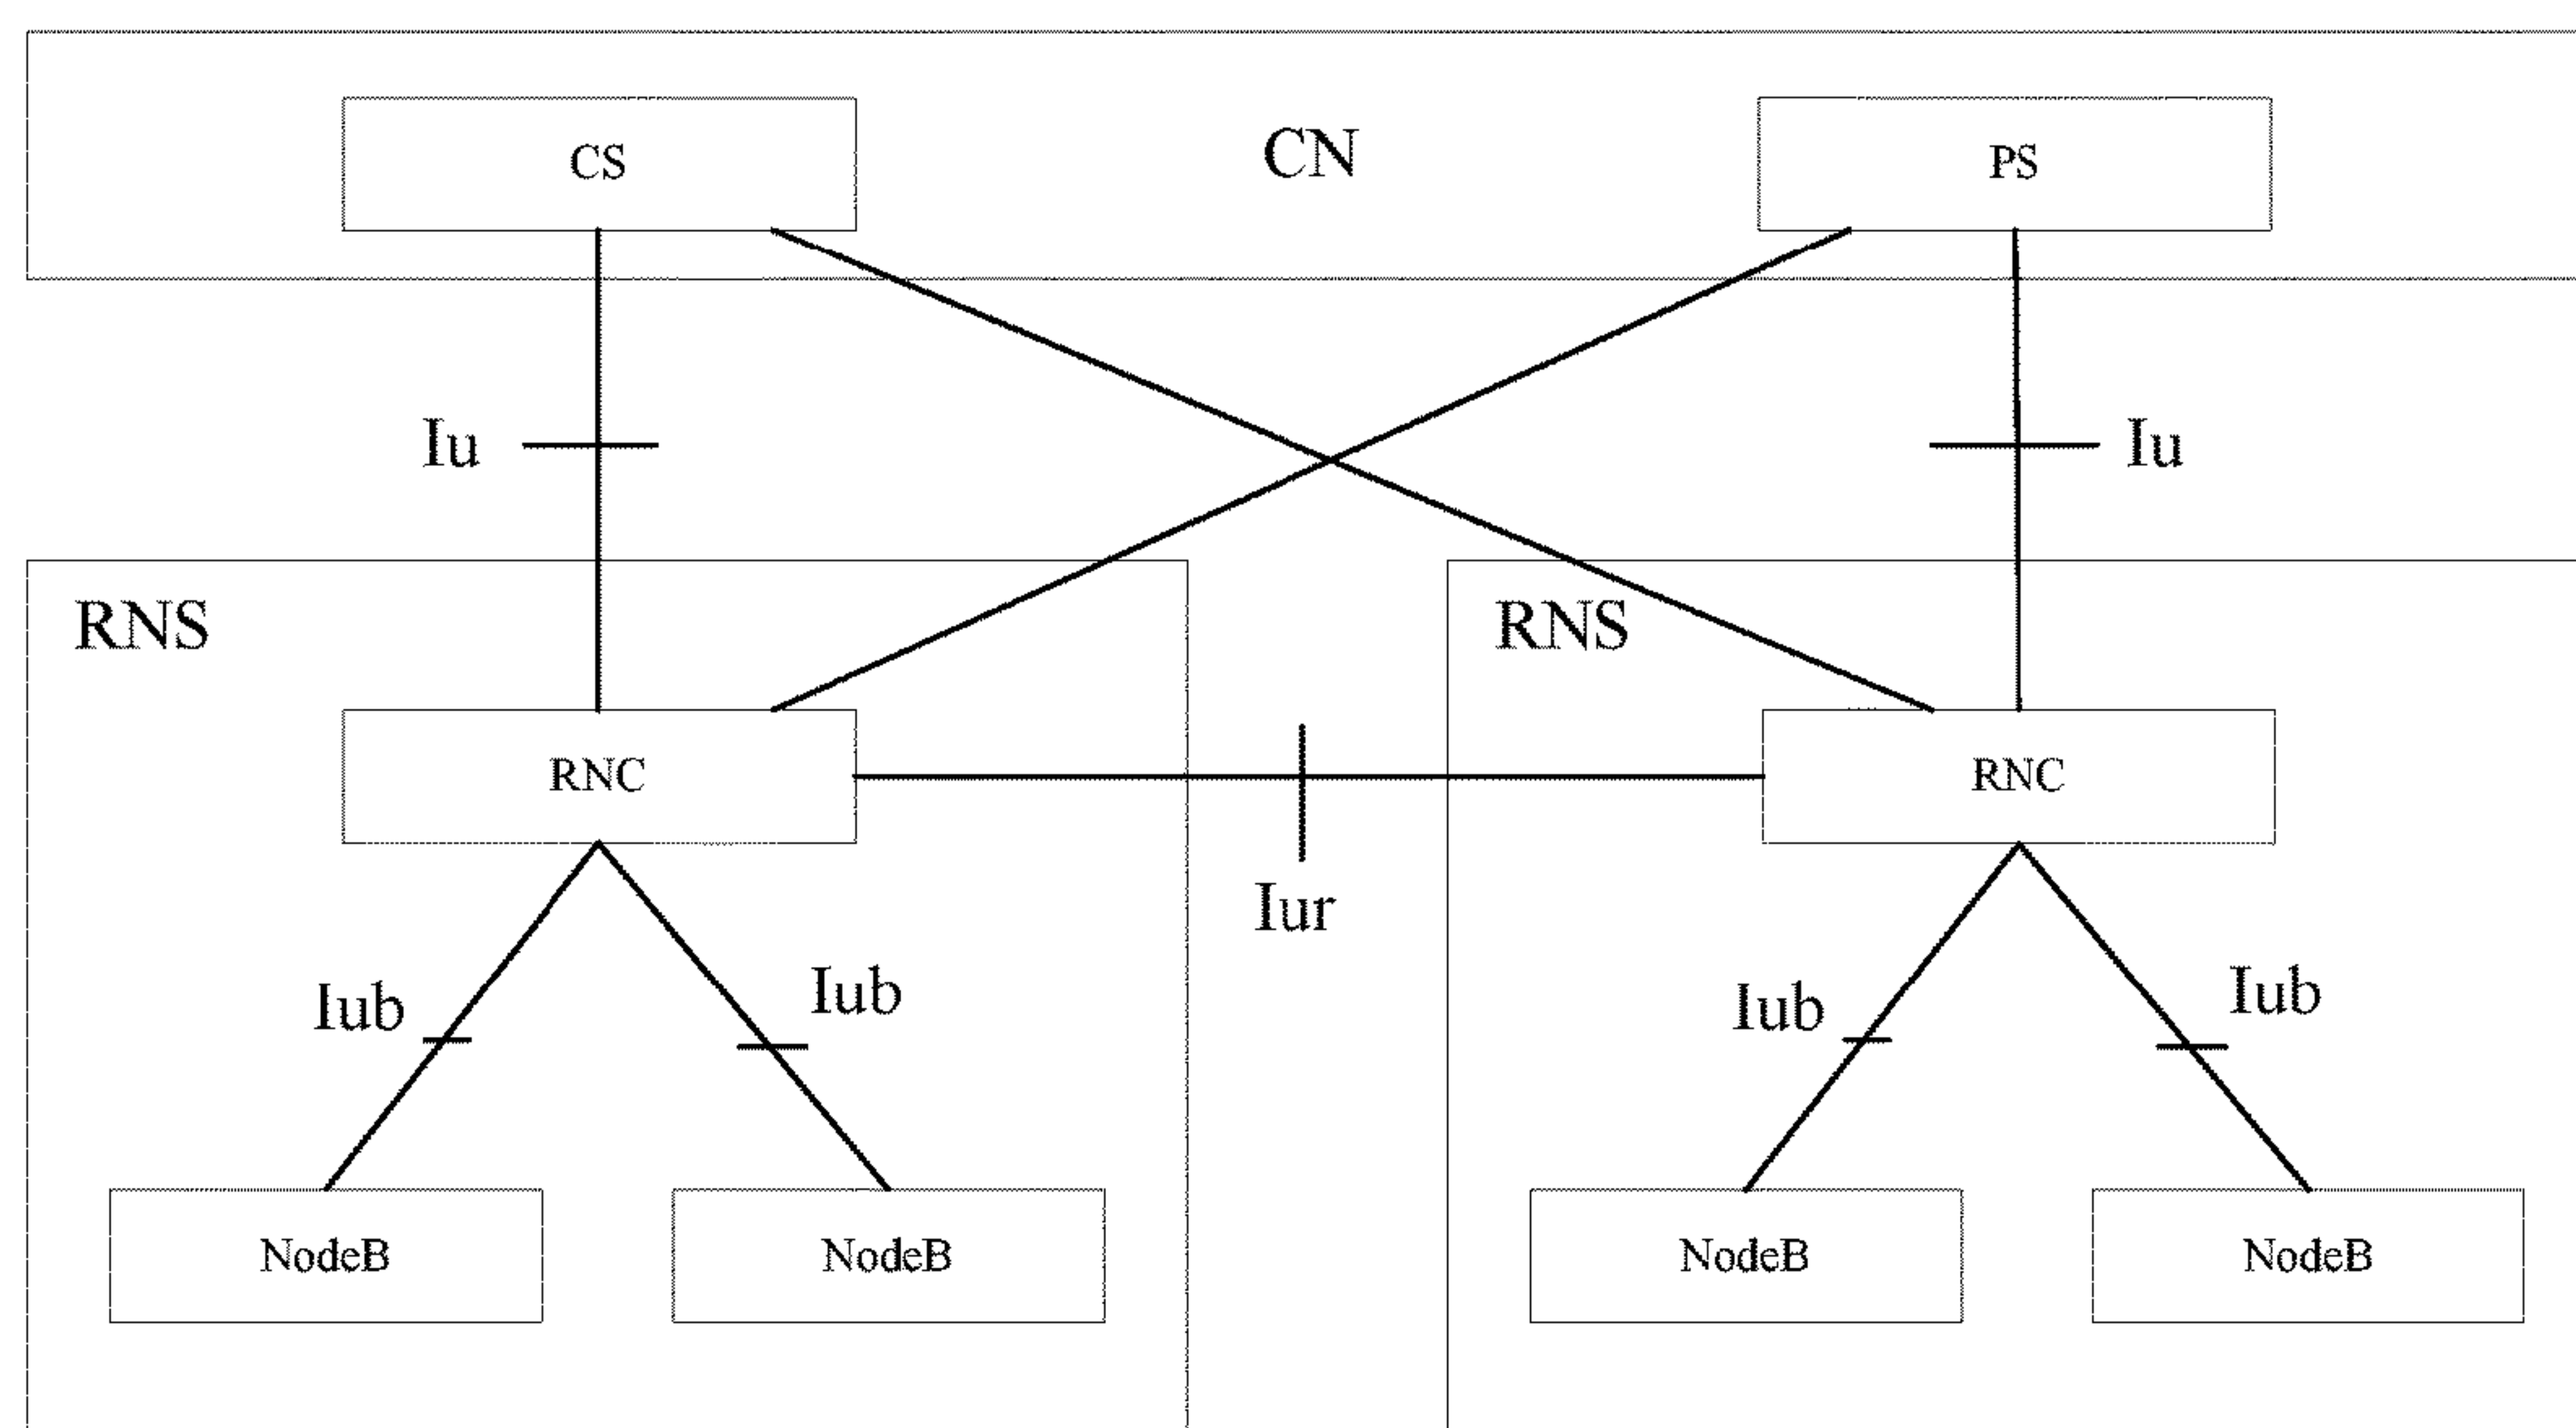 CS
CN
PS
Iu
Iu
RNS
RNS
RNC
RNC
Iur
Iub
Iub
Iub
Iub
NodeB
NodeB
NodeB
NodeB